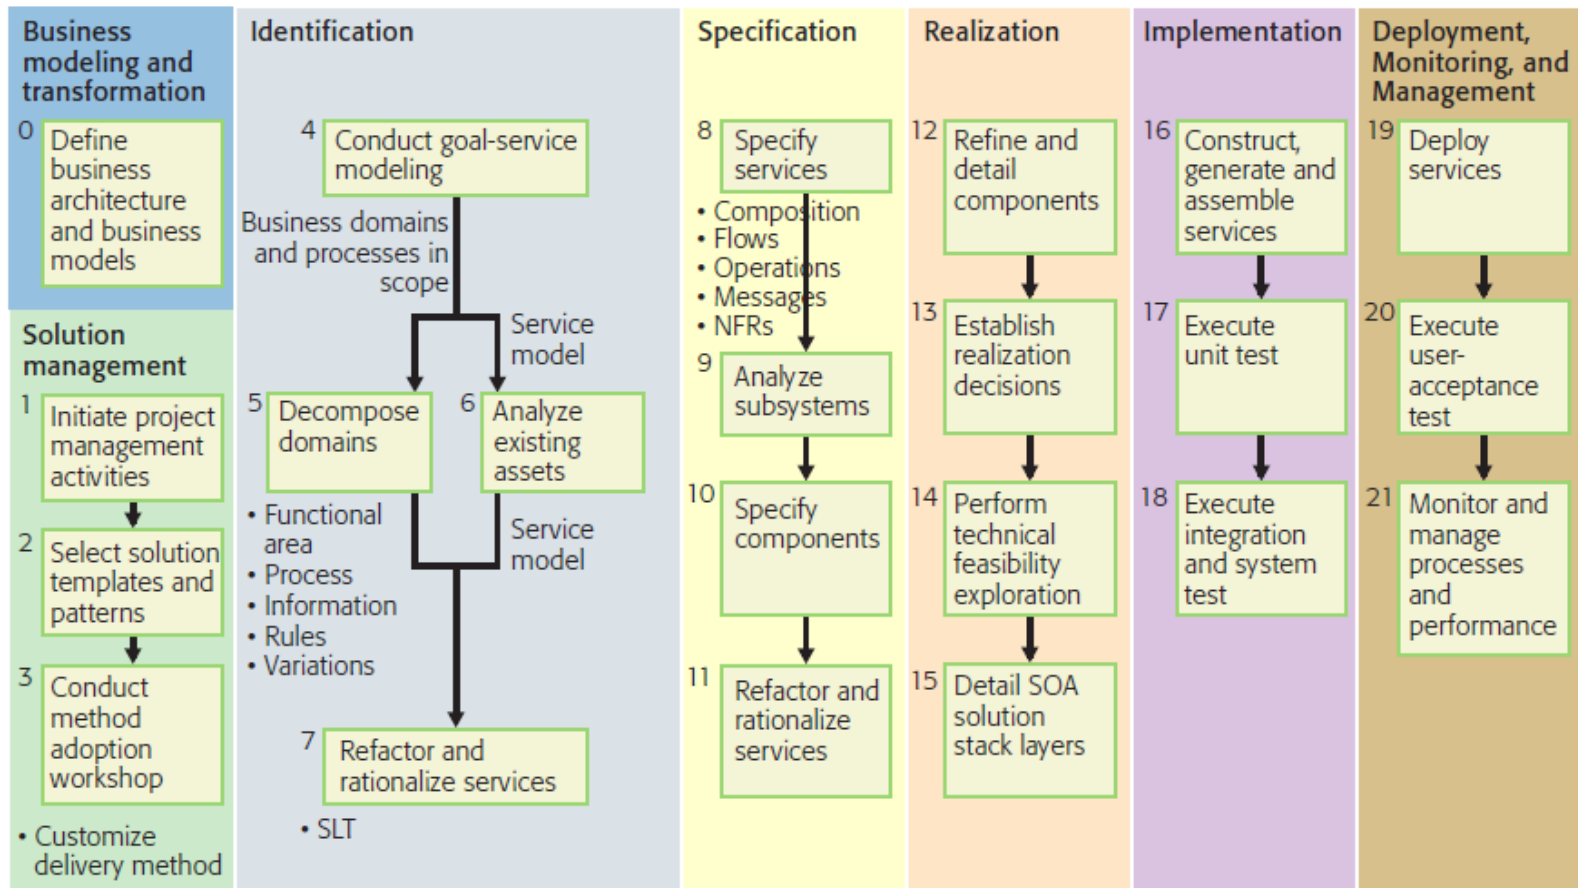 Business
modeling and
transformation
0
Define
business
architecture
and business
models
Solution
management
1
Initiate project
management
activities
2
Select solution
templates and
patterns
3
Conduct
method
adoption
workshop
• Customize
delivery method
Identification
4
Conduct goal-service
modeling
Business domains
and processes in
scope
Service
model
5
Decompose
domains
6
Analyze
existing
assets
• Functional
area
• Process
• Information
• Rules
• Variations
Service
model
7
Refactor and
rationalize services
• SLT
Specification
8
Specify
services
• Composition
• Flows
• Operations
• Messages
• NFRs
9
Analyze
subsystems
10
Specify
components
11
Refactor and
rationalize
services
Realization
12
Refine and
detail
components
13
Establish
realization
decisions
14
Perform
technical
feasibility
exploration
15
Detail SOA
solution
stack layers
Implementation
16
Construct,
generate and
assemble
services
17
Execute
unit test
18
Execute
integration
and system
test
Deployment,
Monitoring, and
Management
19
Deploy
services
20
Execute
user-
acceptance
test
21
Monitor and
manage
processes
and
performance